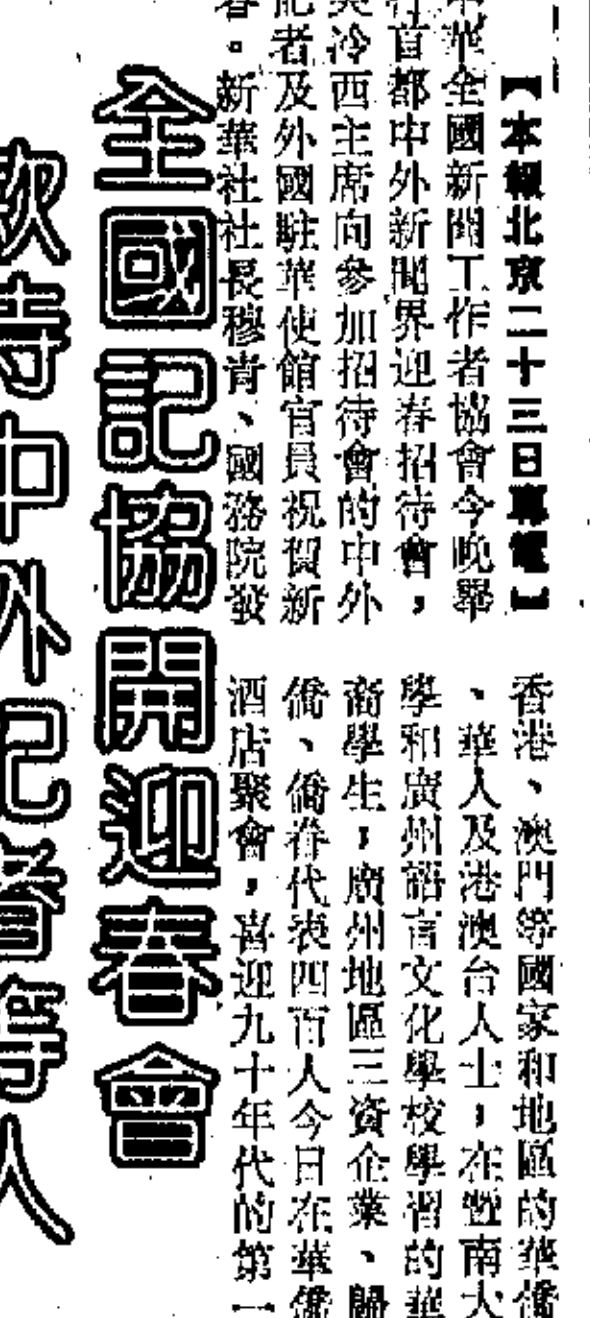 全國記協開迎春會
款待中外記者等人
【本報北京二十三日專電】
華全國新聞工作者協會今晚舉
行首都中外新聞界迎春招待會，
吳冷西主席向參加招待會的中外
記者及外國駐華使館官員祝賀新
春。新華社社長穆青、國務院發
香港、澳門等國家和地區的華僑
、華人及港澳台人士，在暨南大
學和廣州語言文化學校學習的華
裔學生，廣州地區三資企業、歸
僑、僑眷代表四百人今日在華僑
酒店聚會，喜迎九十年代的第一